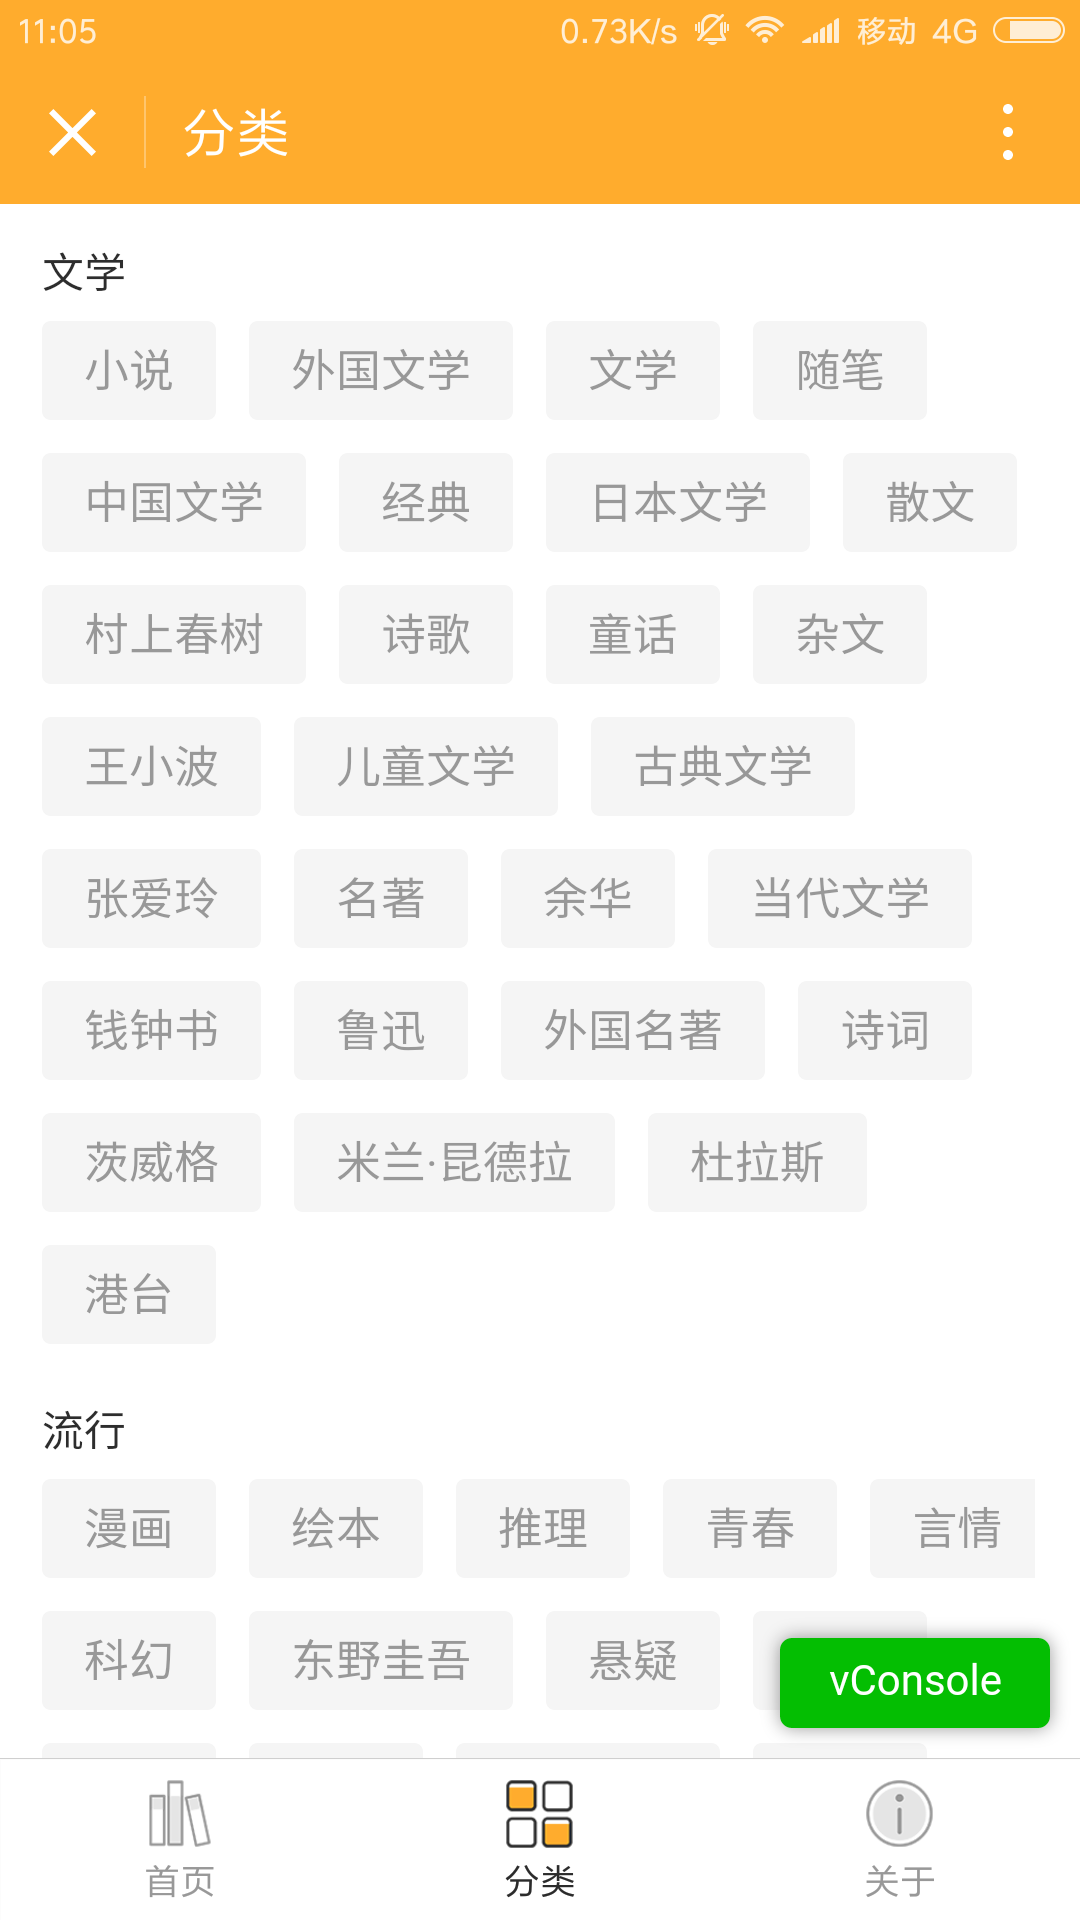 11:05 0.73K/s 移动 4G
分类
文学
小说 外国文学 文学 随笔
中国文学 经典 日本文学 散文
村上春树 诗歌 童话 杂文
王小波 儿童文学 古典文学
张爱玲 名著 余华 当代文学
钱钟书 鲁迅 外国名著 诗词
茨威格 米兰·昆德拉 杜拉斯
港台
流行
漫画 绘本 推理 青春 言情
科幻 东野圭吾 悬疑
vConsole
首页 分类 关于